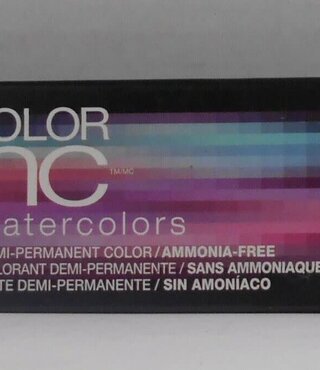 OLOR
nc
TM/MC
atercolors
MI-PERMANENT COLOR / AMMONIA-FREE
LORANT DEMI-PERMANENTE / SANS AMMONIAQUE
TE DEMI-PERMANENTE / SIN AMONÍACO